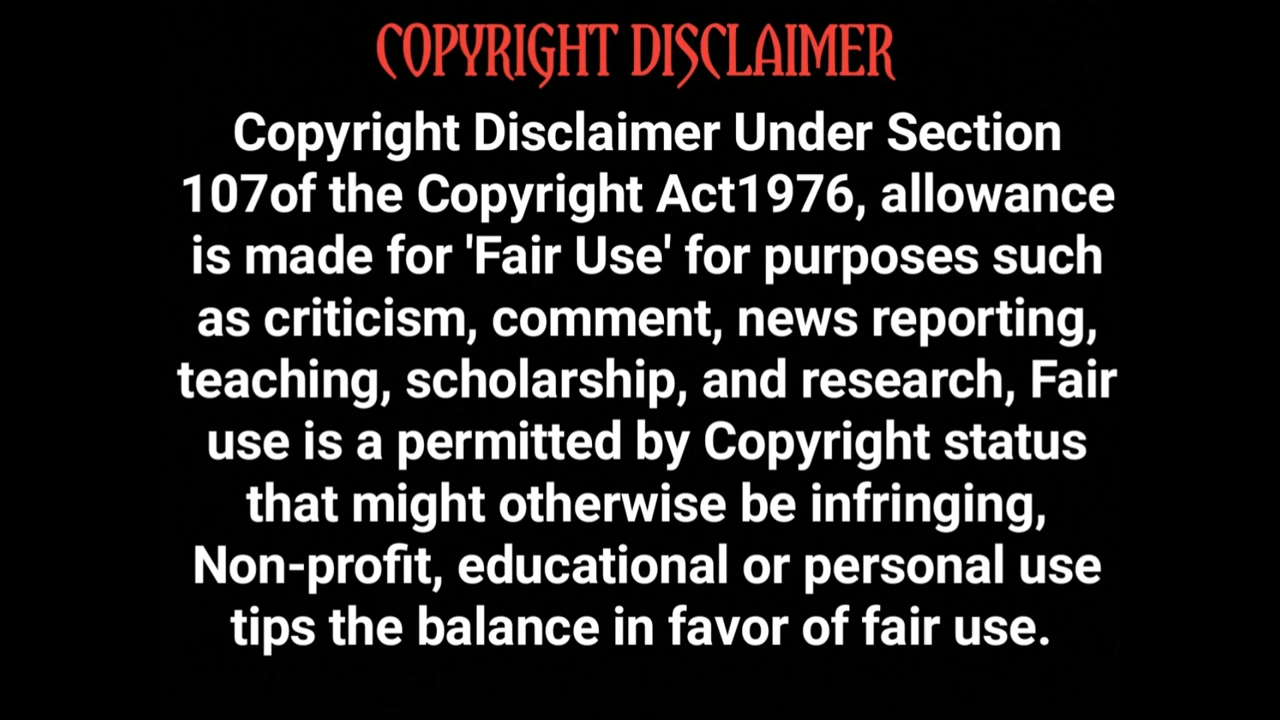 COPYRIGHT DISCLAIMER
Copyright Disclaimer Under Section
107of the Copyright Act1976, allowance
is made for 'Fair Use' for purposes such
as criticism, comment, news reporting,
teaching, scholarship, and research, Fair
use is a permitted by Copyright status
that might otherwise be infringing,
Non-profit, educational or personal use
tips the balance in favor of fair use.